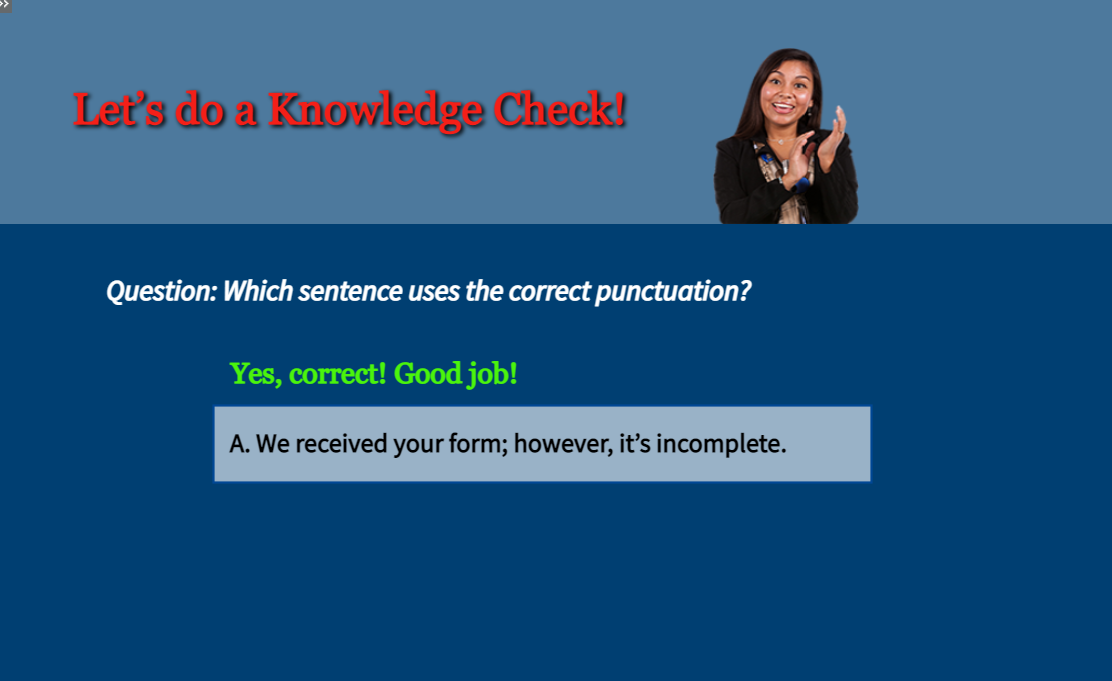 Let’s do a Knowledge Check!
Question: Which sentence uses the correct punctuation?
Yes, correct! Good job!
A. We received your form; however, it’s incomplete.